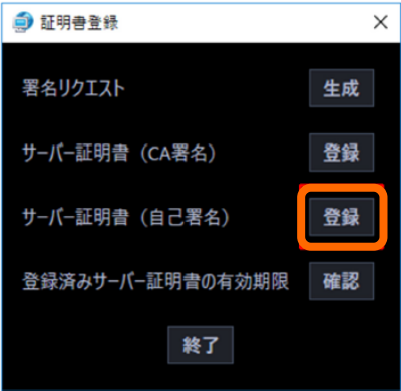 証明書登録
署名リクエスト 生成
サーバー証明書（CA署名） 登録
サーバー証明書（自己署名） 登録
登録済みサーバー証明書の有効期限 確認
終了